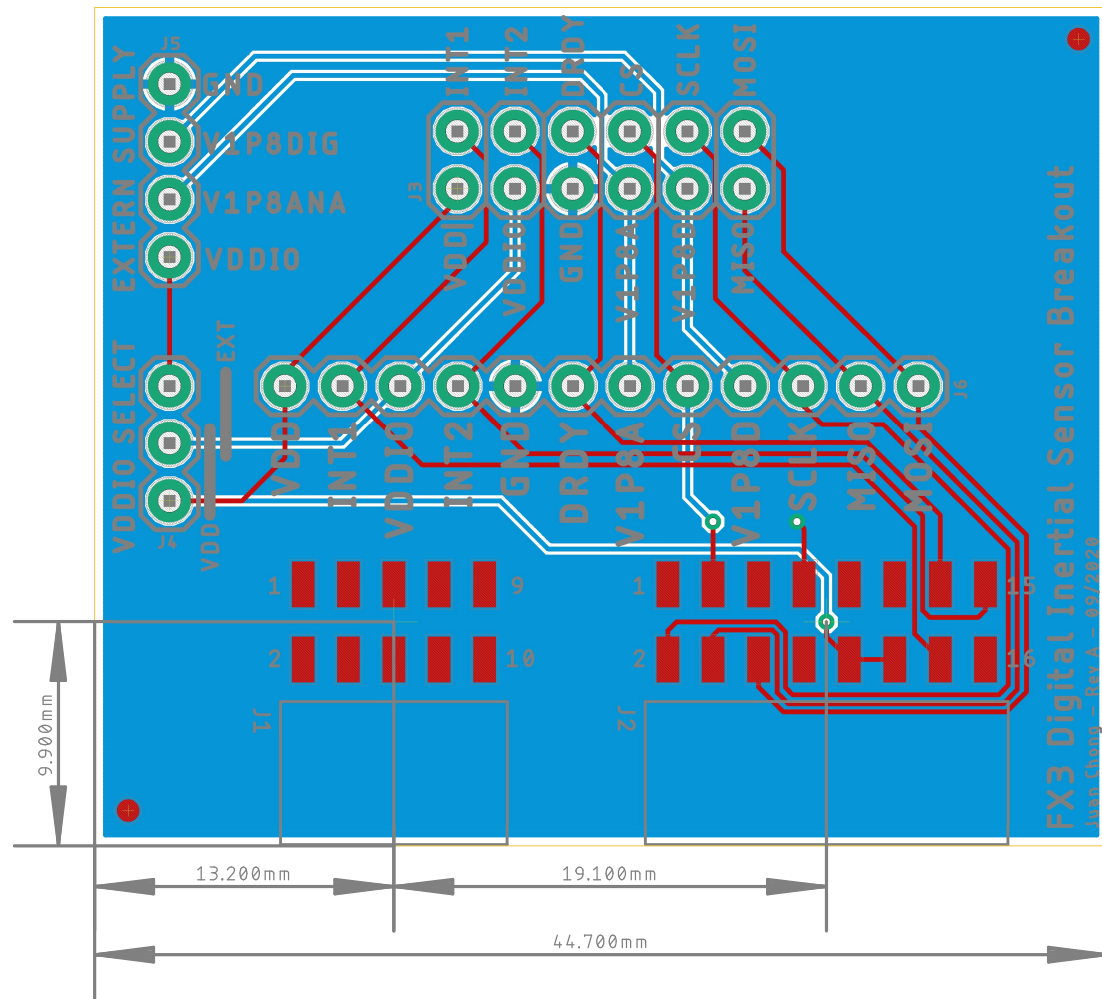 J5
GND
V1P8DIG
V1P8ANA
VDDIO
EXTERN SUPPLY
INT1
INT2
DRDY
CS
SCLK
MOSI
J3
VDD
VDDIO
GND
V1P8A
V1P8D
MISO
VDDIO SELECT
EXT
VDD
J4
J6
VDD
INT1
VDDIO
INT2
GND
DRDY
V1P8A
CS
V1P8D
SCLK
MISO
MOSI
1
9
2
10
J1
1
15
2
16
J2
FX3 Digital Inertial Sensor Breakout
Juan Chong - Rev A - 09/2020
9.900mm
13.200mm
19.100mm
44.700mm